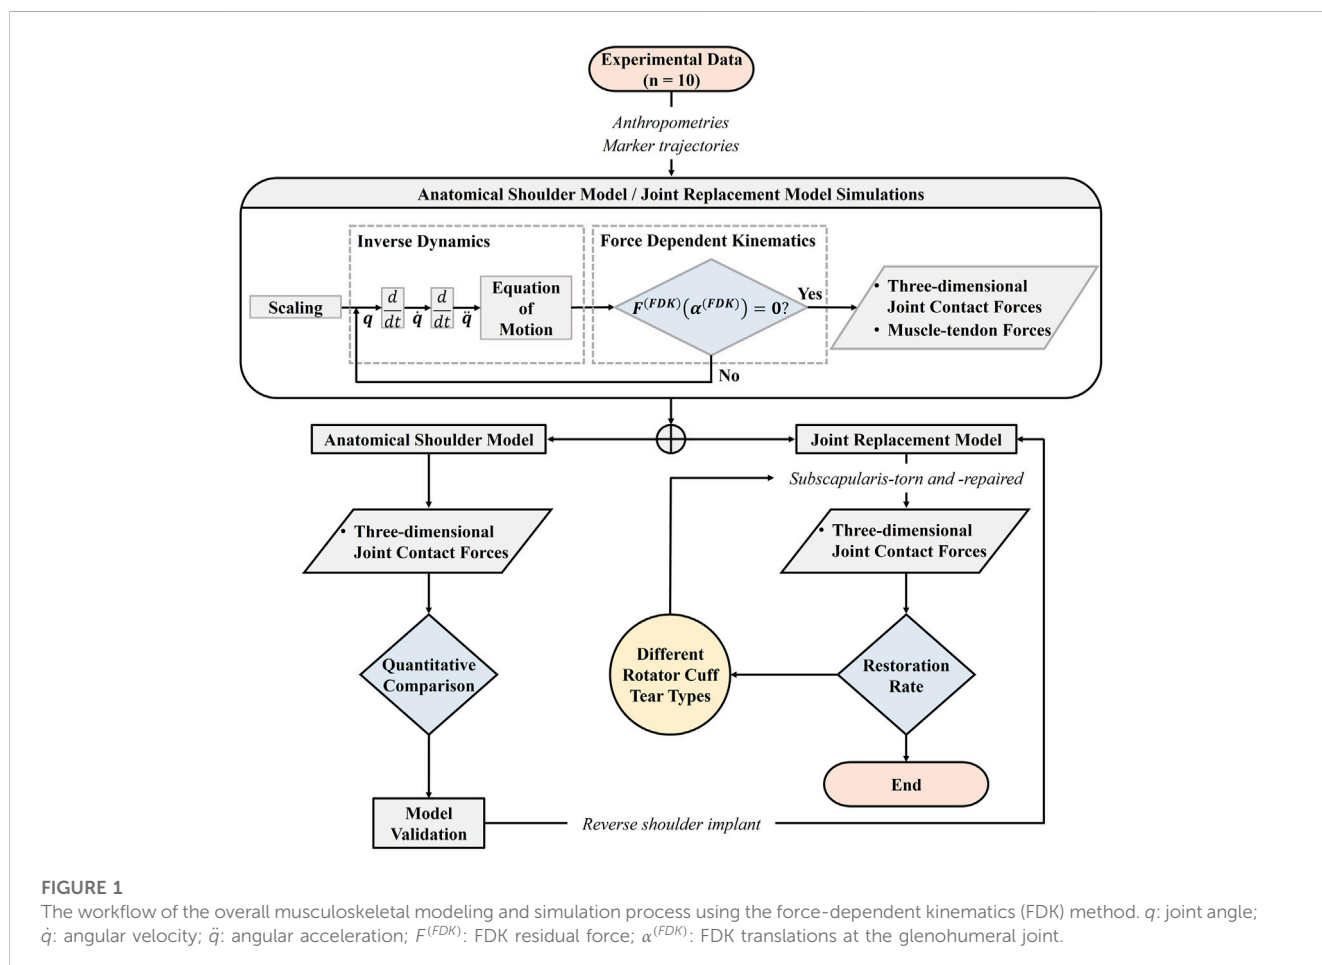 Experimental Data
(n = 10)
Anthropometries
Marker trajectories
Anatomical Shoulder Model / Joint Replacement Model Simulations
Inverse Dynamics
Force Dependent Kinematics
Scaling
q
d
dt
q̇
d
dt
q̈
Equation
of
Motion
F^(FDK)(α^(FDK)) = 0?
Yes
No
• Three-dimensional
Joint Contact Forces
• Muscle-tendon Forces
Anatomical Shoulder Model
Joint Replacement Model
Subscapularis-torn and -repaired
• Three-dimensional
Joint Contact Forces
• Three-dimensional
Joint Contact Forces
Quantitative
Comparison
Different
Rotator Cuff
Tear Types
Restoration
Rate
End
Model
Validation
Reverse shoulder implant
FIGURE 1
The workflow of the overall musculoskeletal modeling and simulation process using the force-dependent kinematics (FDK) method. q: joint angle;
q̇: angular velocity; q̈: angular acceleration; F^(FDK): FDK residual force; α^(FDK): FDK translations at the glenohumeral joint.